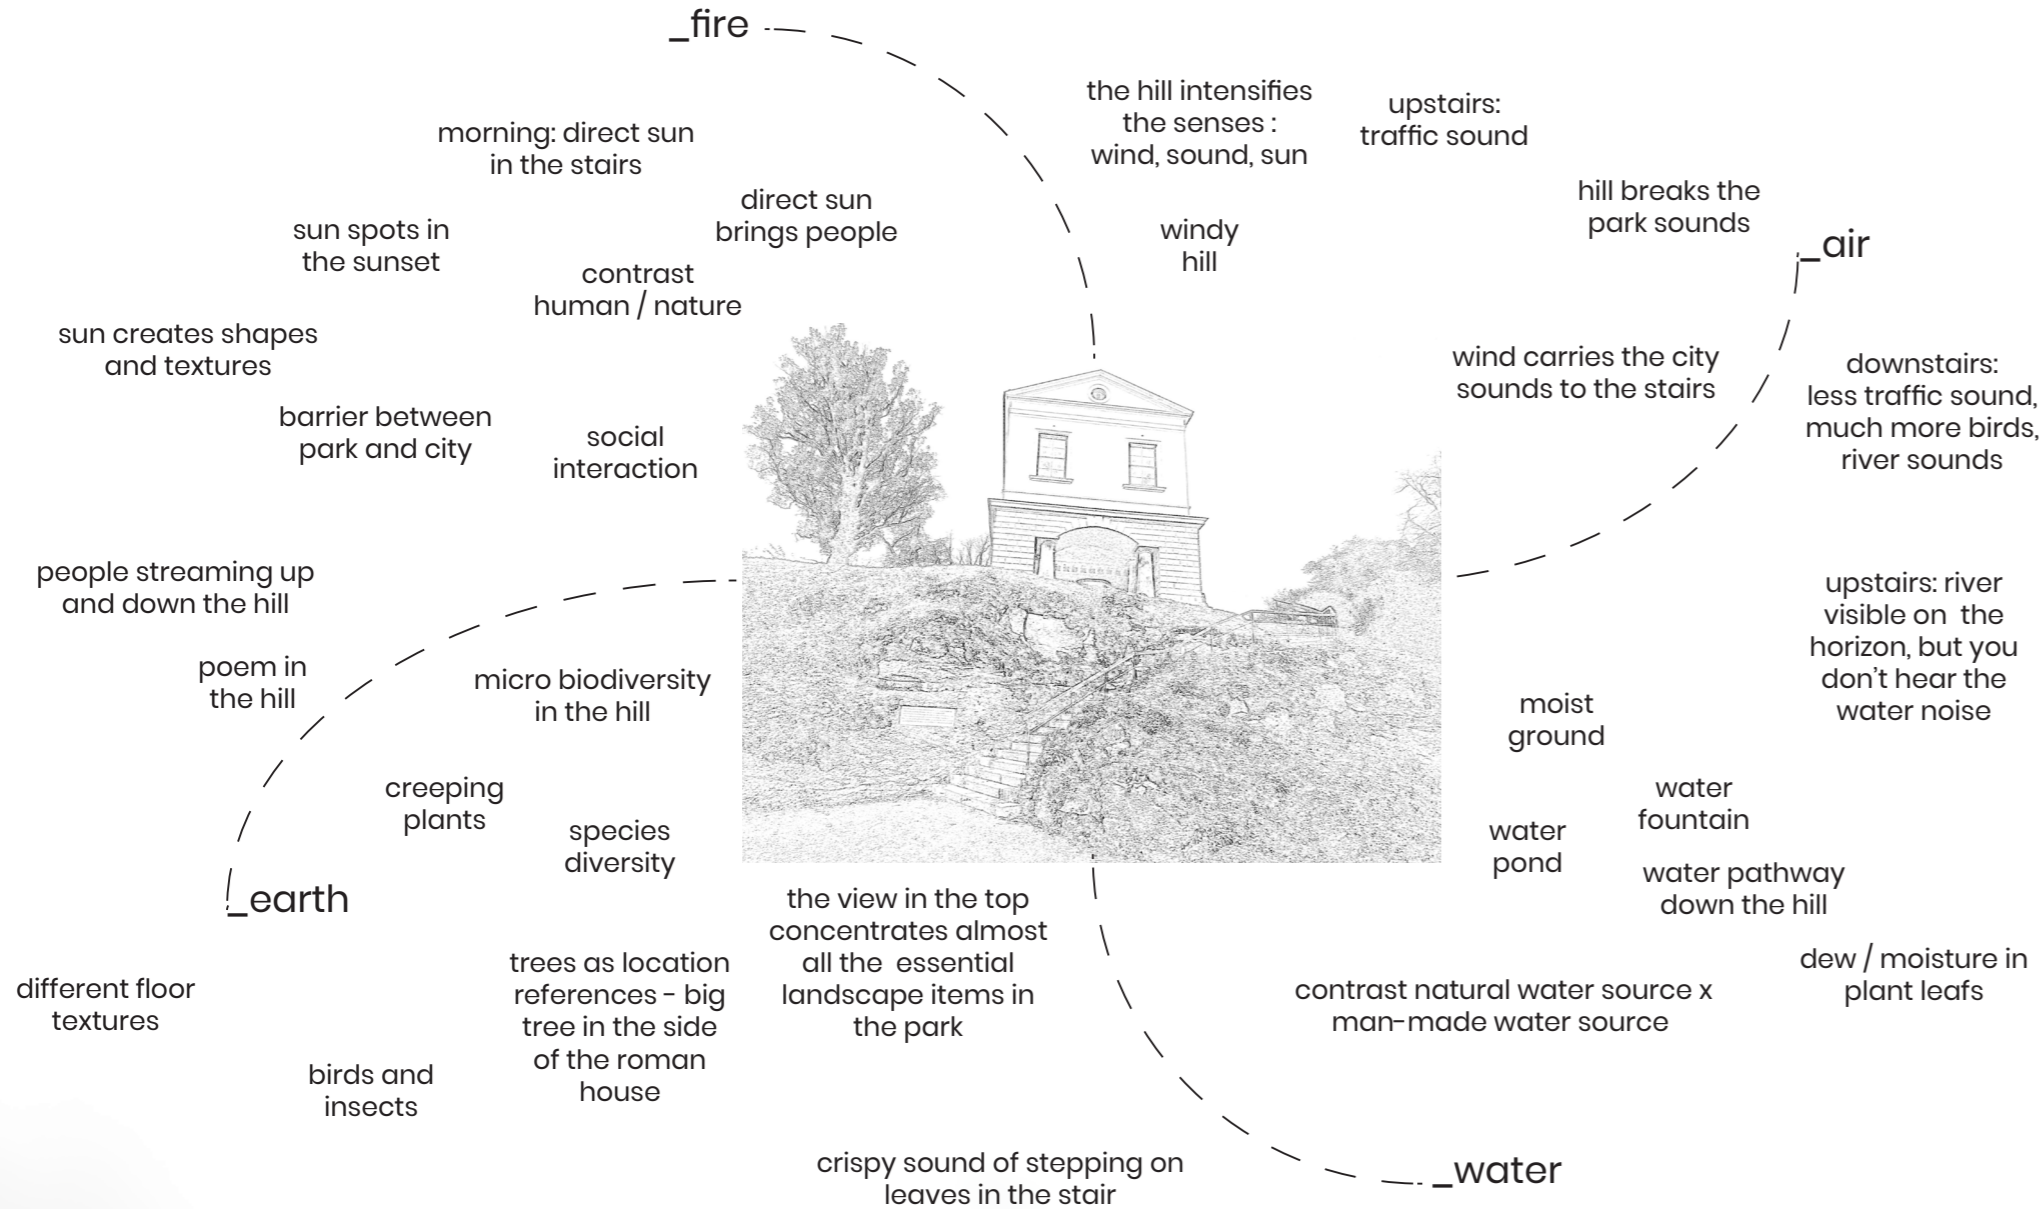 _fire
morning: direct sun
in the stairs
direct sun
brings people
sun spots in
the sunset
contrast
human / nature
sun creates shapes
and textures
barrier between
park and city
social
interaction
people streaming up
and down the hill
poem in
the hill
the hill intensifies
the senses :
wind, sound, sun
upstairs:
traffic sound
hill breaks the
park sounds
windy
hill
_air
wind carries the city
sounds to the stairs
downstairs:
less traffic sound,
much more birds,
river sounds
upstairs: river
visible on the
horizon, but you
don't hear the
water noise
moist
ground
water
fountain
water
pond
water pathway
down the hill
dew / moisture in
plant leafs
contrast natural water source x
man-made water source
_water
micro biodiversity
in the hill
creeping
plants
species
diversity
_earth
different floor
textures
birds and
insects
trees as location
references - big
tree in the side
of the roman
house
the view in the top
concentrates almost
all the essential
landscape items in
the park
crispy sound of stepping on
leaves in the stair